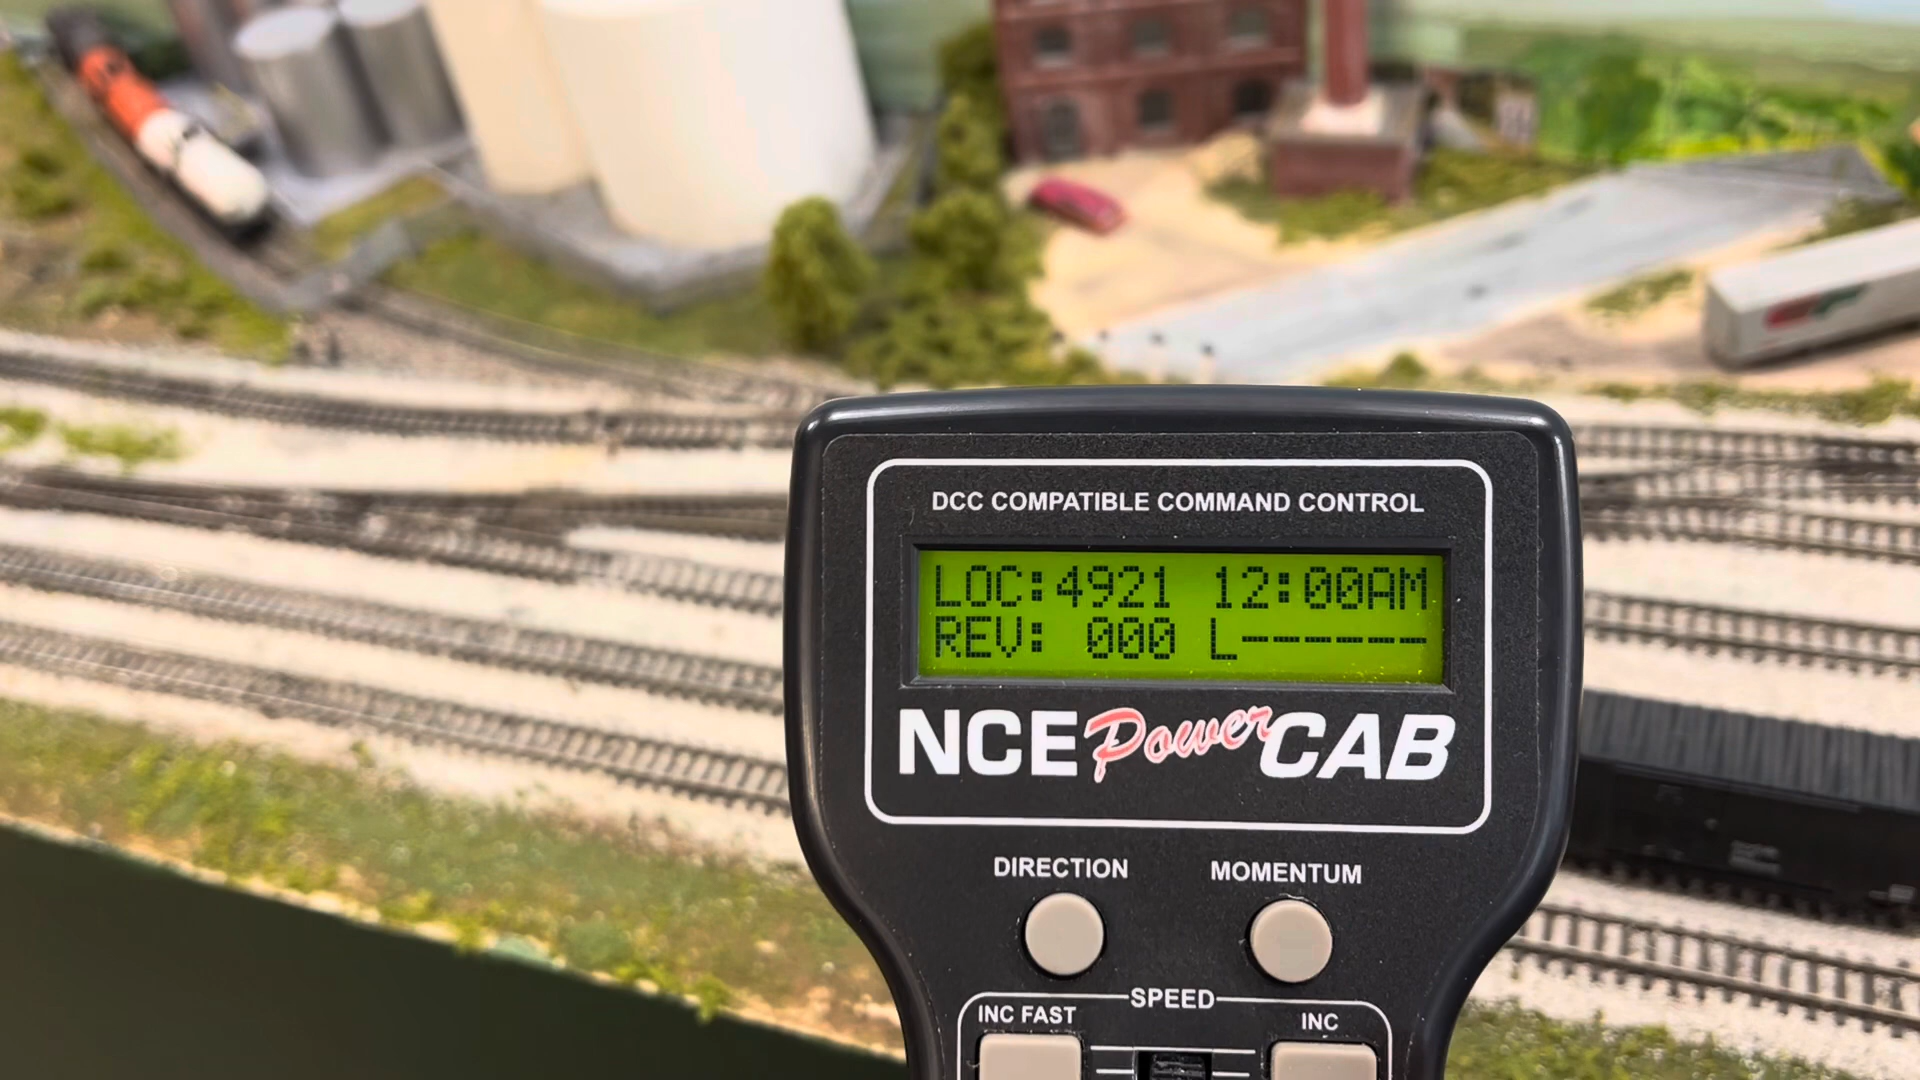 DCC COMPATIBLE COMMAND CONTROL
LOC:4921 12:00AM
REV: 000 L------
NCE Power CAB
DIRECTION
MOMENTUM
SPEED
INC FAST
INC